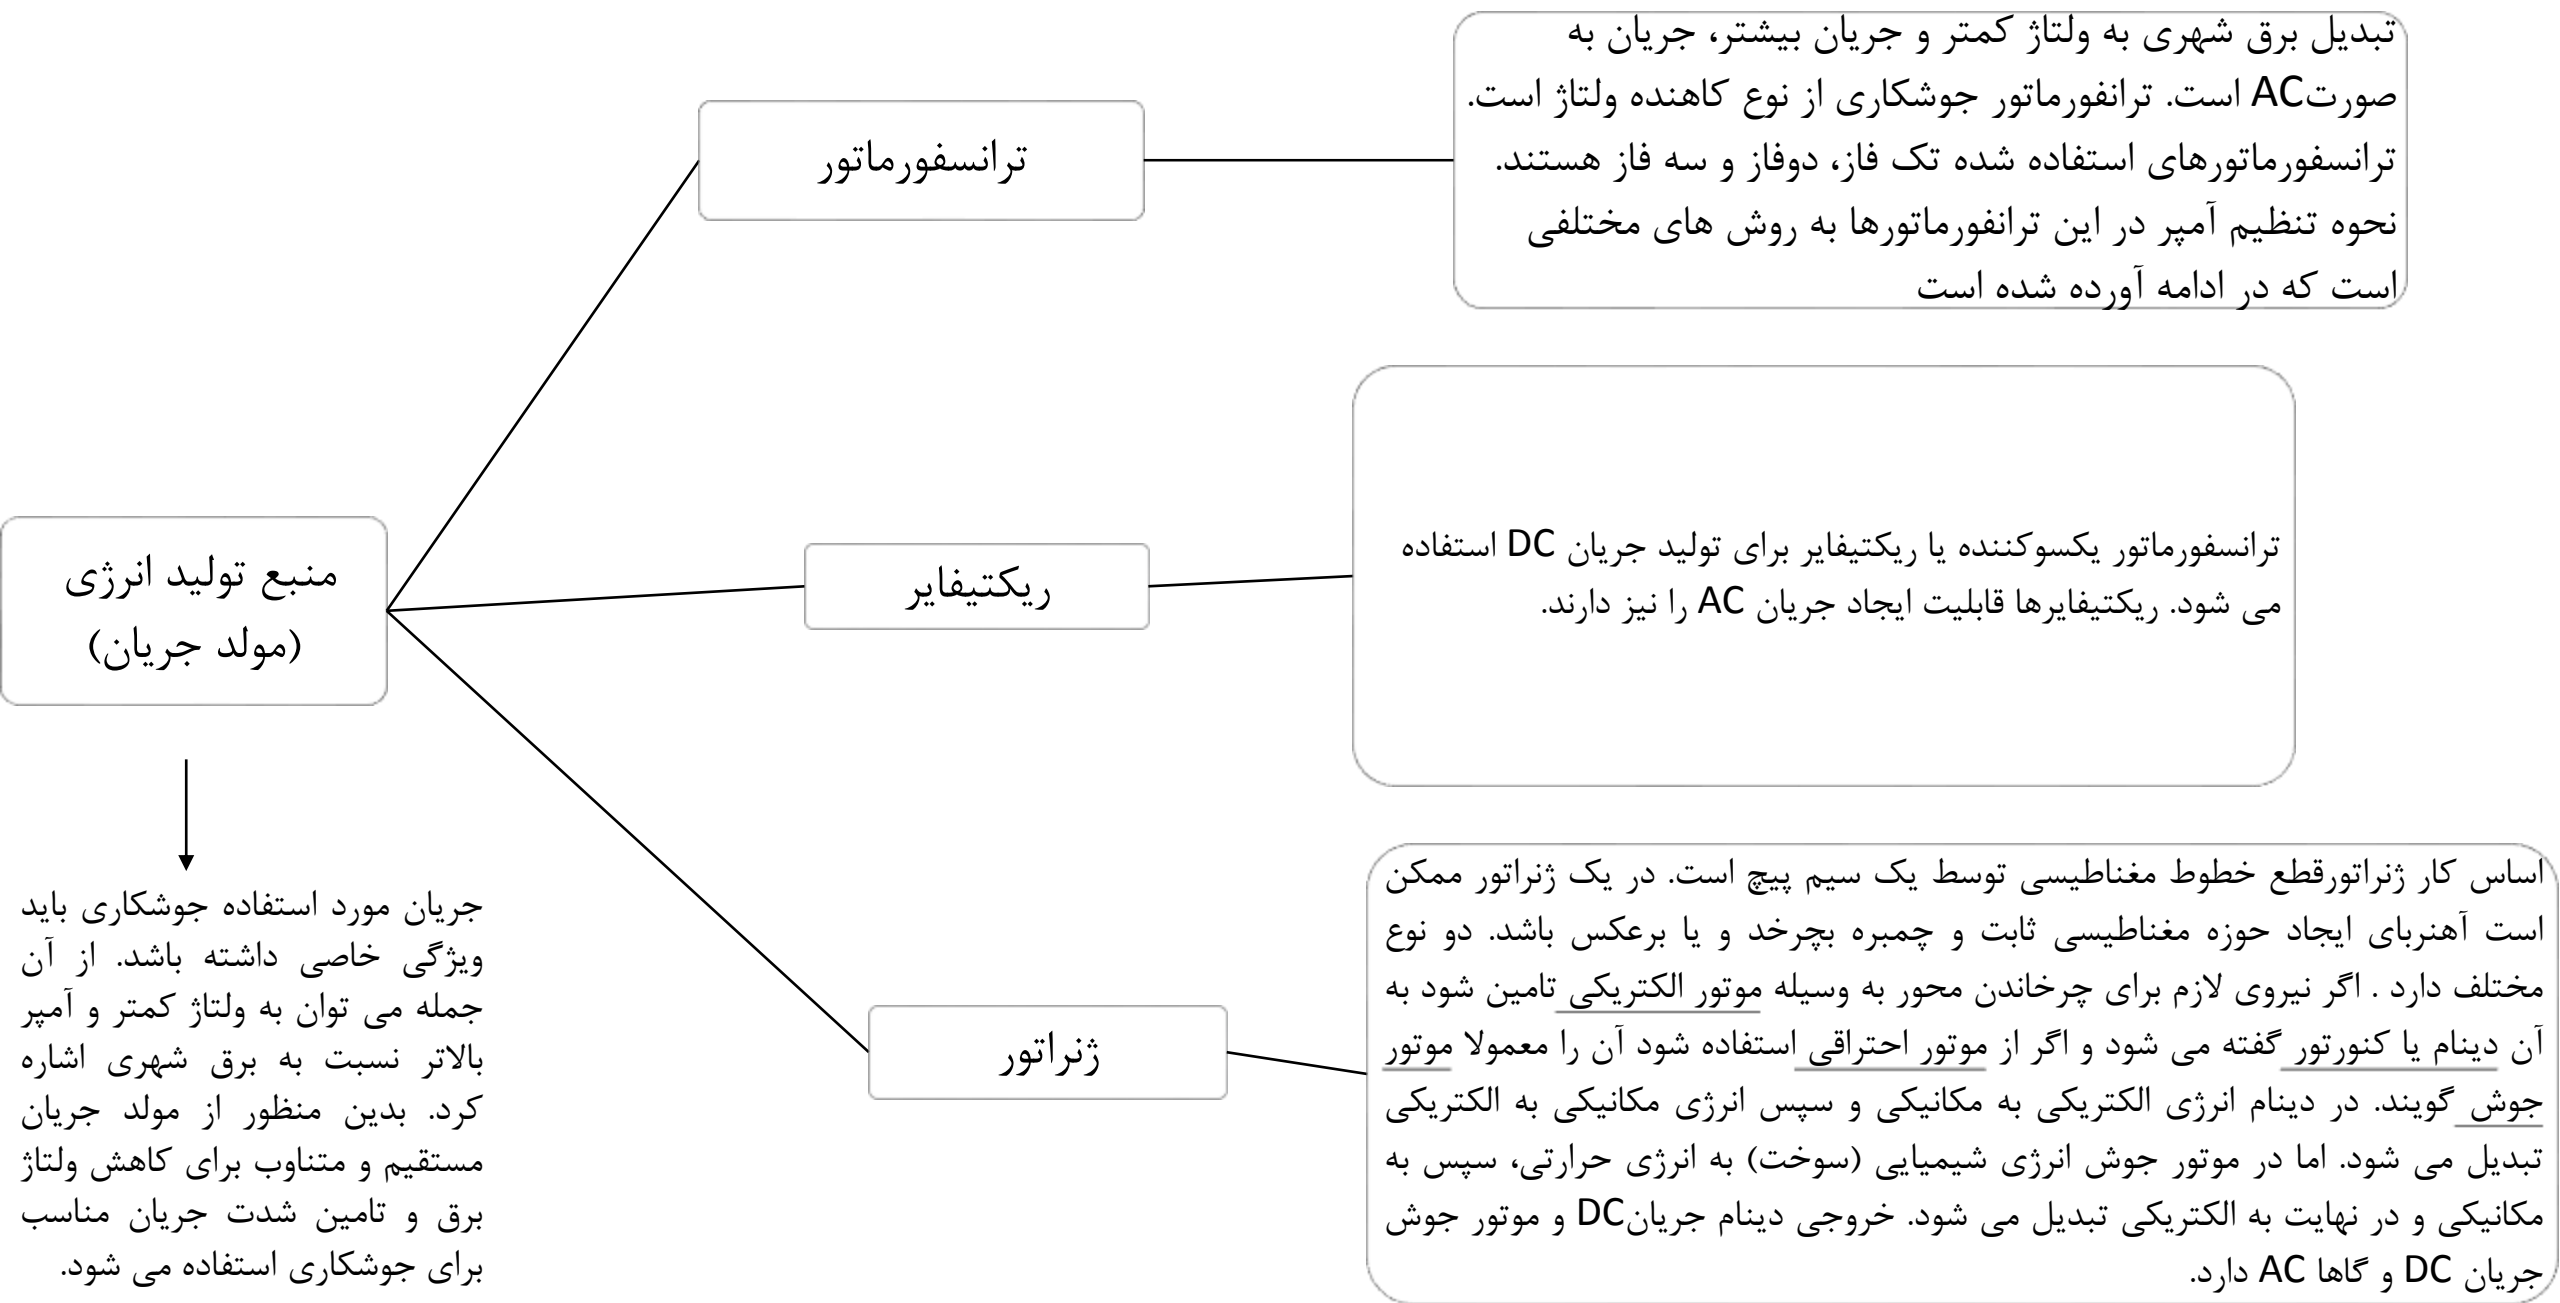 تبدیل برق شهری به ولتاژ کمتر و جریان بیشتر، جریان به
صورتAC است. ترانفورماتور جوشکاری از نوع کاهنده ولتاژ است.
ترانسفورماتورهای استفاده شده تک فاز، دوفاز و سه فاز هستند.
نحوه تنظیم آمپر در این ترانفورماتورها به روش های مختلفی
است که در ادامه آورده شده است
ترانسفورماتور
ترانسفورماتور یکسوکننده یا ریکتیفایر برای تولید جریان DC استفاده
می شود. ریکتیفایرها قابلیت ایجاد جریان AC را نیز دارند.
ریکتیفایر
منبع تولید انرژی
(مولد جریان)
اساس کار ژنراتورقطع خطوط مغناطیسی توسط یک سیم پیچ است. در یک ژنراتور ممکن
است آهنربای ایجاد حوزه مغناطیسی ثابت و چمبره بچرخد و یا برعکس باشد. دو نوع
مختلف دارد . اگر نیروی لازم برای چرخاندن محور به وسیله موتور الکتریکی تامین شود به
آن دینام یا کنورتور گفته می شود و اگر از موتور احتراقی استفاده شود آن را معمولا موتور
جوش گویند. در دینام انرژی الکتریکی به مکانیکی و سپس انرژی مکانیکی به الکتریکی
تبدیل می شود. اما در موتور جوش انرژی شیمیایی (سوخت) به انرژی حرارتی، سپس به
مکانیکی و در نهایت به الکتریکی تبدیل می شود. خروجی دینام جریانDC و موتور جوش
جریان DC و گاها AC دارد.
ژنراتور
جریان مورد استفاده جوشکاری باید
ویژگی خاصی داشته باشد. از آن
جمله می توان به ولتاژ کمتر و آمپر
بالاتر نسبت به برق شهری اشاره
کرد. بدین منظور از مولد جریان
مستقیم و متناوب برای کاهش ولتاژ
برق و تامین شدت جریان مناسب
برای جوشکاری استفاده می شود.